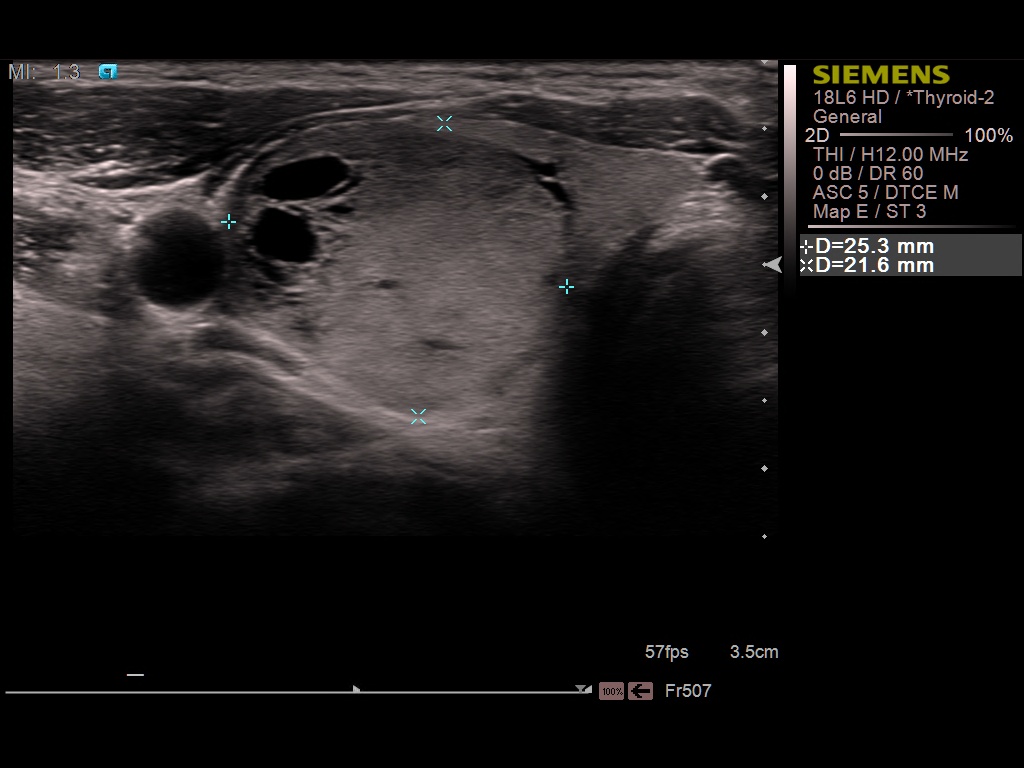 MI: 1.3
SIEMENS
18L6 HD / *Thyroid-2
General
2D 100%
THI / H12.00 MHz
0 dB / DR 60
ASC 5 / DTCE M
Map E / ST 3
D=25.3 mm
D=21.6 mm
57fps 3.5cm
100% Fr507